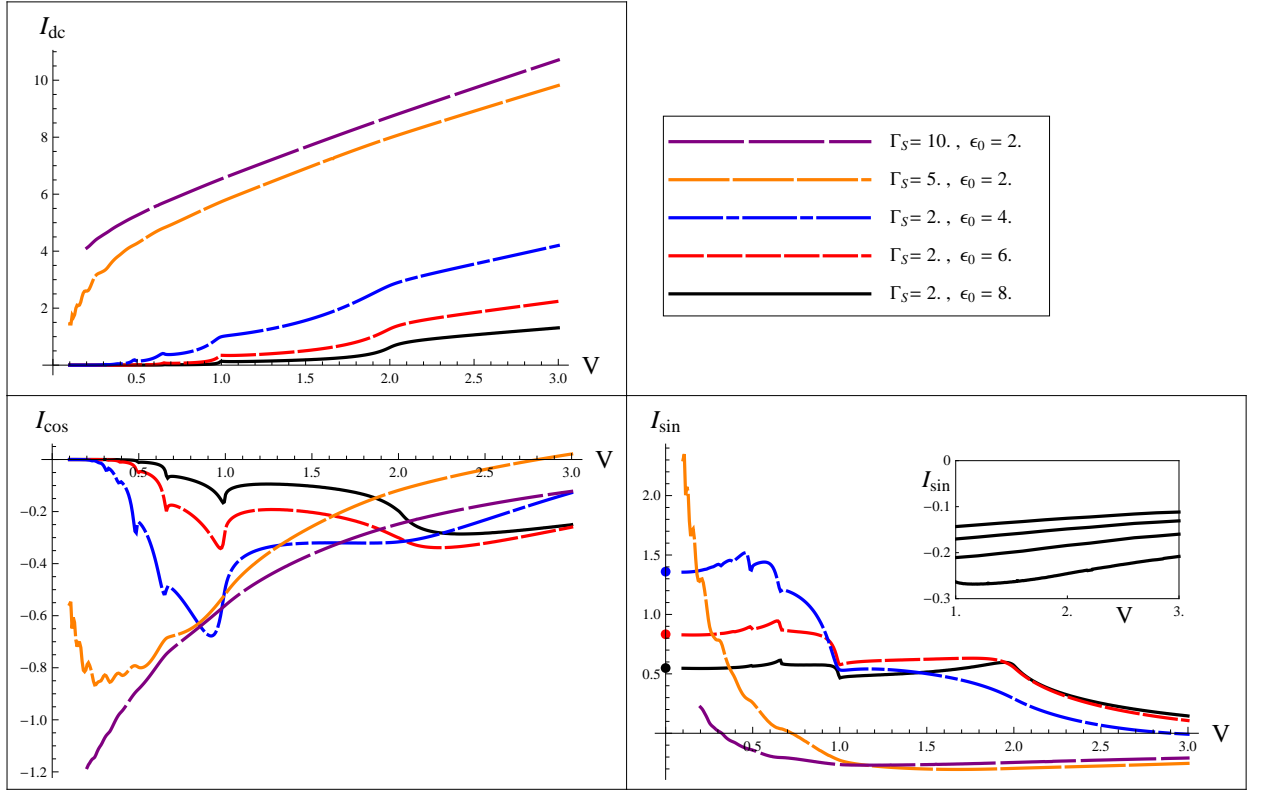 I_dc
10
8
6
4
2
0.5 1.0 1.5 2.0 2.5 3.0 V
Γ_S = 10. , ϵ_0 = 2.
Γ_S = 5. , ϵ_0 = 2.
Γ_S = 2. , ϵ_0 = 4.
Γ_S = 2. , ϵ_0 = 6.
Γ_S = 2. , ϵ_0 = 8.
I_cos
0.5 1.0 1.5 2.0 2.5 3.0 V
-0.2
-0.4
-0.6
-0.8
-1.0
-1.2
I_sin
2.0
1.5
1.0
0.5
0.5 1.0 1.5 2.0 2.5 3.0 V
I_sin
0
-0.1
-0.2
-0.3
1. 2. 3.
V